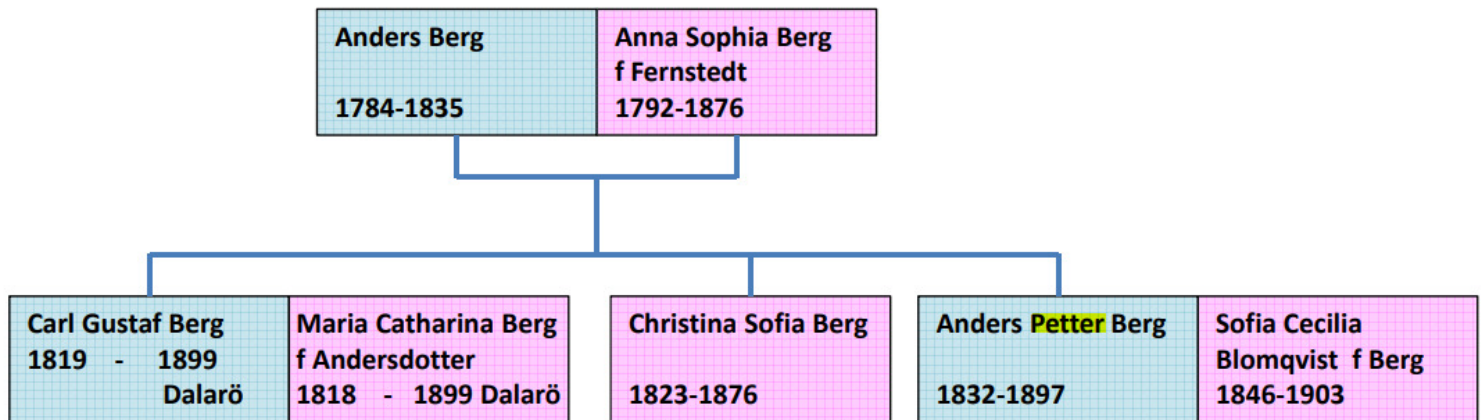 Anders Berg
1784-1835
Anna Sophia Berg
f Fernstedt
1792-1876
Carl Gustaf Berg
1819 - 1899
Dalarö
Maria Catharina Berg
f Andersdotter
1818 - 1899 Dalarö
Christina Sofia Berg
1823-1876
Anders Petter Berg
1832-1897
Sofia Cecilia
Blomqvist f Berg
1846-1903